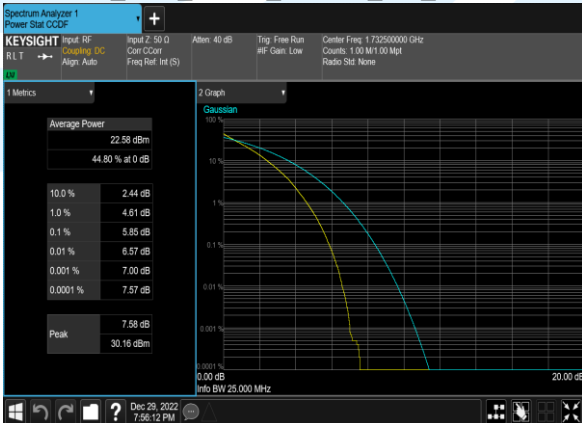 Spectrum Analyzer 1
Power Stat CCDF
+
KEYSIGHT
RLT
Input: RF
Coupling: DC
Align: Auto
Input Z: 50 Ω
Corr CCorr
Freq Ref: Int (S)
Atten: 40 dB
Trig: Free Run
#IF Gain: Low
Center Freq: 1.732500000 GHz
Counts: 1.00 M/1.00 Mpt
Radio Std: None
1 Metrics
Average Power
22.58 dBm
44.80 % at 0 dB
10.0 % 2.44 dB
1.0 % 4.61 dB
0.1 % 5.85 dB
0.01 % 6.57 dB
0.001 % 7.00 dB
0.0001 % 7.57 dB
Peak
7.58 dB
30.16 dBm
2 Graph
Gaussian
100 %
10 %
1 %
0.1 %
0.01 %
0.001 %
0.0001 %
0.00 dB 20.00 dB
Info BW 25.000 MHz
?
Dec 29, 2022
7:56:12 PM